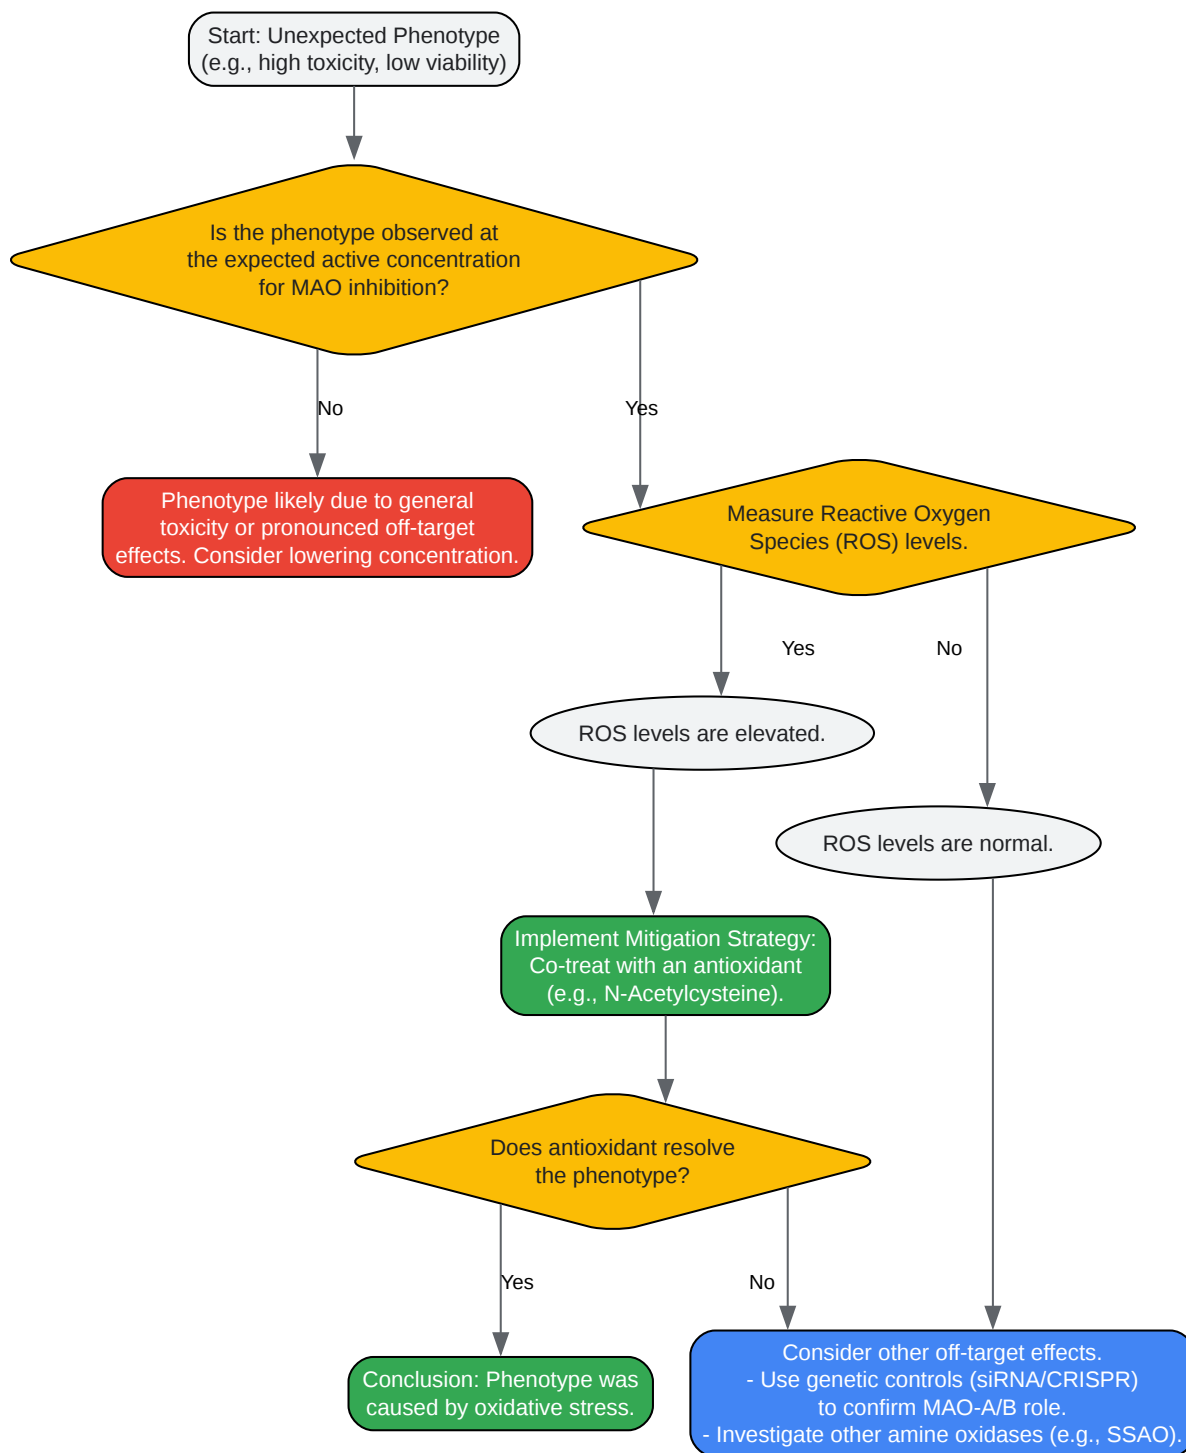 Start: Unexpected Phenotype
(e.g., high toxicity, low viability)
Is the phenotype observed at
the expected active concentration
for MAO inhibition?
No
Yes
Phenotype likely due to general
toxicity or pronounced off-target
effects. Consider lowering concentration.
Measure Reactive Oxygen
Species (ROS) levels.
Yes
No
ROS levels are elevated.
ROS levels are normal.
Implement Mitigation Strategy:
Co-treat with an antioxidant
(e.g., N-Acetylcysteine).
Does antioxidant resolve
the phenotype?
Yes
No
Conclusion: Phenotype was
caused by oxidative stress.
Consider other off-target effects.
- Use genetic controls (siRNA/CRISPR)
to confirm MAO-A/B role.
- Investigate other amine oxidases (e.g., SSAO).